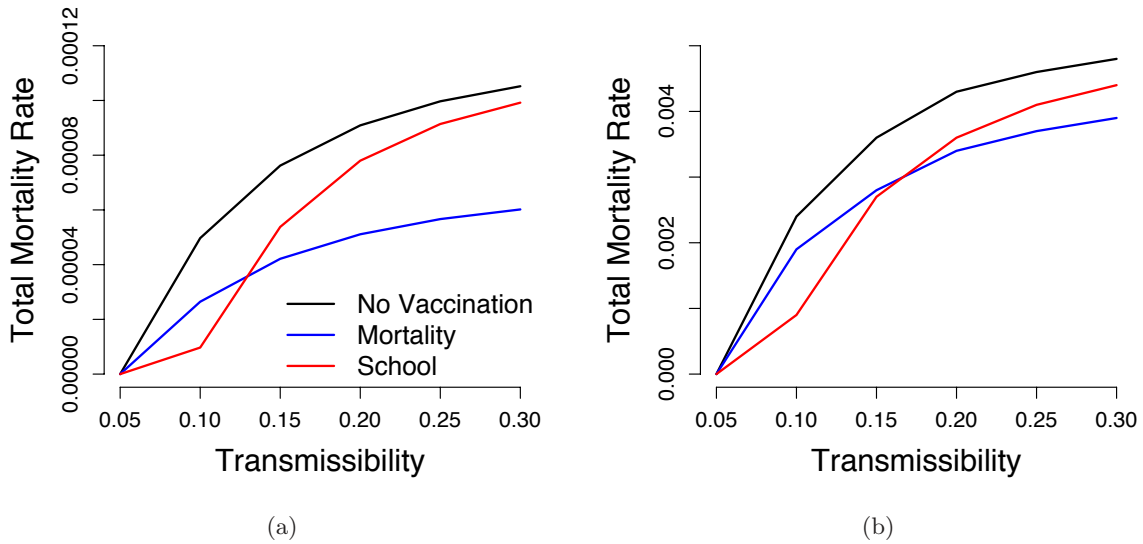 Total Mortality Rate
0.00012
0.00008
0.00004
0.00000
No Vaccination
Mortality
School
0.05 0.10 0.15 0.20 0.25 0.30
Transmissibility
(a)
Total Mortality Rate
0.004
0.002
0.000
0.05 0.10 0.15 0.20 0.25 0.30
Transmissibility
(b)